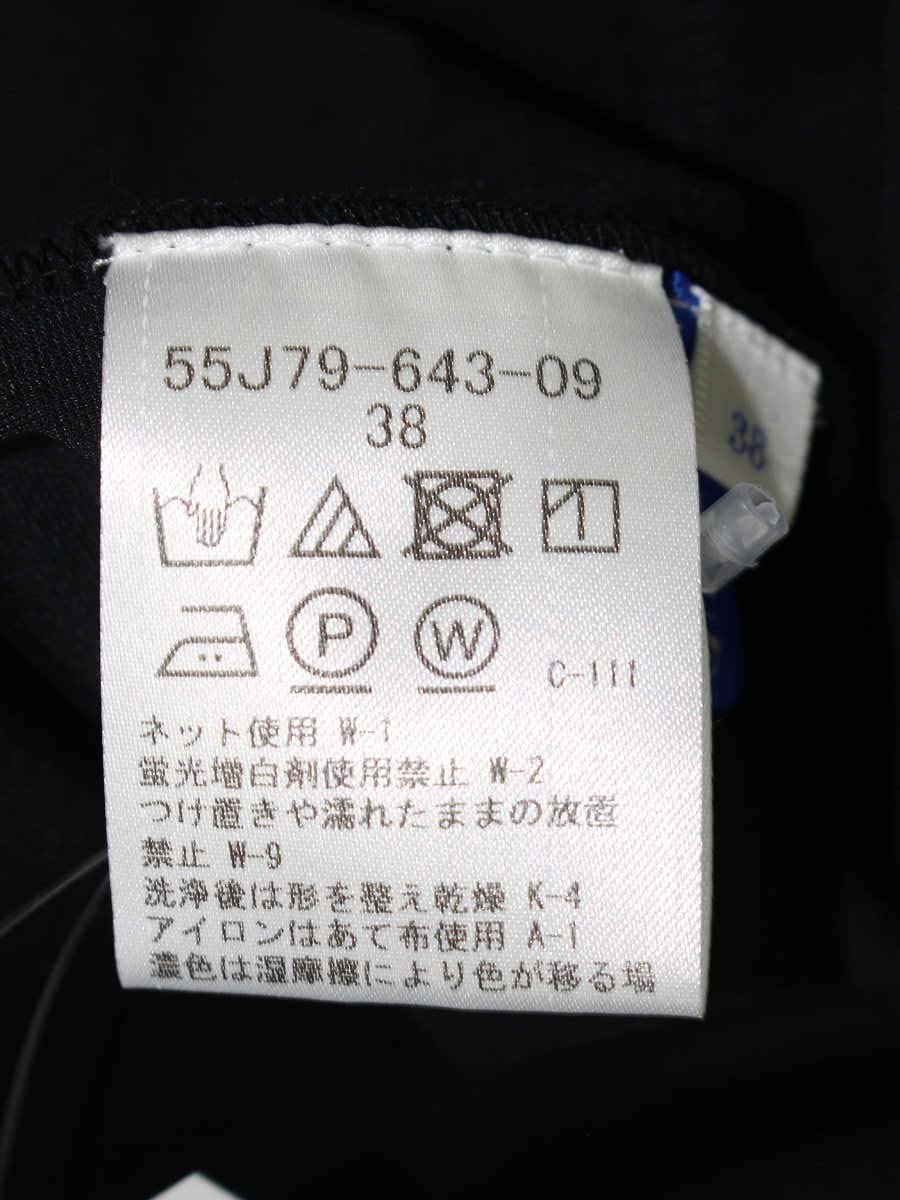 55J79-643-09
38
38
P
W
C-111
ネット使用 W-1
蛍光増白剤使用禁止 W-2
つけ置きや濡れたままの放置
禁止 W-9
洗浄後は形を整え乾燥 K-4
アイロンはあて布使用 A-1
濃色は湿摩擦により色が移る場